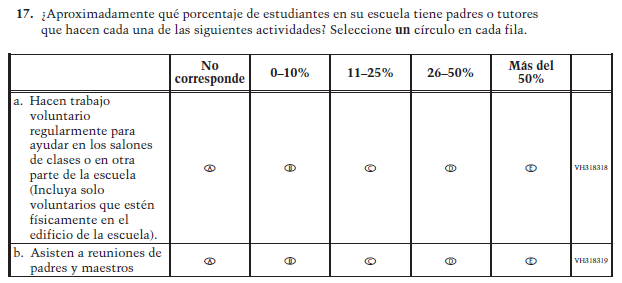 17. ¿Aproximadamente qué porcentaje de estudiantes en su escuela tiene padres o tutores
que hacen cada una de las siguientes actividades? Seleccione un círculo en cada fila.
No
corresponde
0–10%
11–25%
26–50%
Más del
50%
a. Hacen trabajo
voluntario
regularmente para
ayudar en los salones
de clases o en otra
parte de la escuela
(Incluya solo
voluntarios que estén
físicamente en el
edificio de la escuela).
A
B
C
D
E
VH318318
b. Asisten a reuniones de
padres y maestros
A
B
C
D
E
VH318319